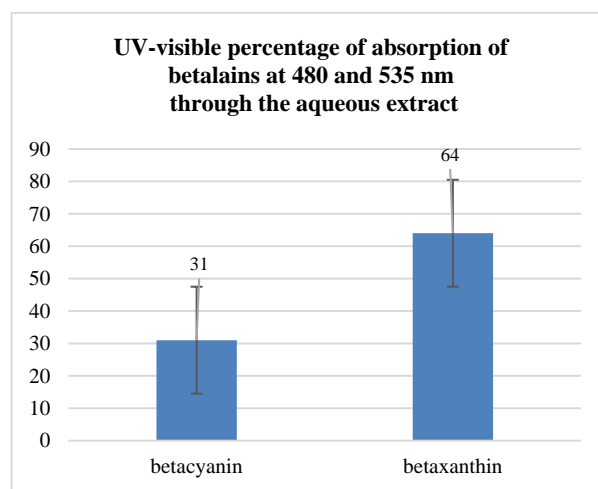 UV-visible percentage of absorption of
betalains at 480 and 535 nm
through the aqueous extract
90
80
70
60
50
40
30
20
10
0
31
64
betacyanin
betaxanthin